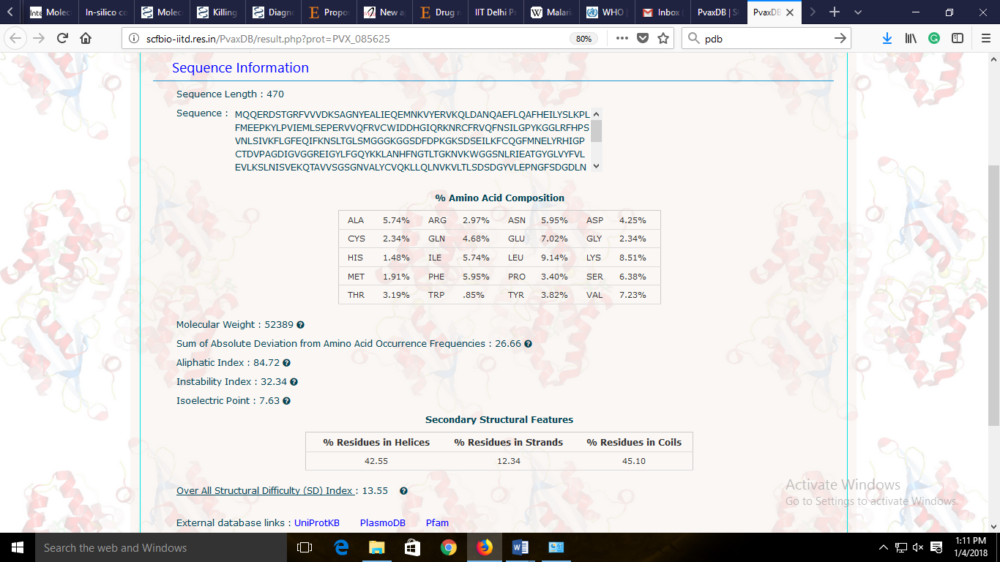 Inte Molec
In-silico co
Molec
Killing
Diagno
E Propos
New a
E Drug r
IIT Delhi Pr
W Malari
WHO |
Inbox (
PvaxDB | S
PvaxDB
scfbio-iitd.res.in/PvaxDB/result.php?prot=PVX_085625
80%
pdb
Sequence Information
Sequence Length : 470
Sequence : MQQERDSTGRFVVVDKSAGNYEALIEQEMNKVYERVKQLDANQAEFLQAFHEILYSLKPL
FMEEPKYLPVIEMLSEPERVVQFRVCWIDDHGIQRKNRCFRVQFNSILGPYKGGLRFHPS
VNLSIVKFLGFEQIFKNSLTGLSMGGGKGGSDFDPKGKSDSEILKFCQGFMNELYRHIGP
CTDVPAGDIGVGGREIGYLFGQYKKLANHFNGTLTGKNVKWGGSNLRIEATGYGLVYFVL
EVLKSLNISVEKQTAVVSGSGNVALYCVQKLLQLNVKVLTLSDSDGYVLEPNGFSDGDLN
% Amino Acid Composition
ALA 5.74% ARG 2.97% ASN 5.95% ASP 4.25%
CYS 2.34% GLN 4.68% GLU 7.02% GLY 2.34%
HIS 1.48% ILE 5.74% LEU 9.14% LYS 8.51%
MET 1.91% PHE 5.95% PRO 3.40% SER 6.38%
THR 3.19% TRP .85% TYR 3.82% VAL 7.23%
Molecular Weight : 52389
Sum of Absolute Deviation from Amino Acid Occurrence Frequencies : 26.66
Aliphatic Index : 84.72
Instability Index : 32.34
Isoelectric Point : 7.63
Secondary Structural Features
% Residues in Helices % Residues in Strands % Residues in Coils
42.55 12.34 45.10
Over All Structural Difficulty (SD) Index : 13.55
External database links : UniProtKB PlasmoDB Pfam
Activate Windows
Go to Settings to activate Windows.
Search the web and Windows
1:11 PM
1/4/2018